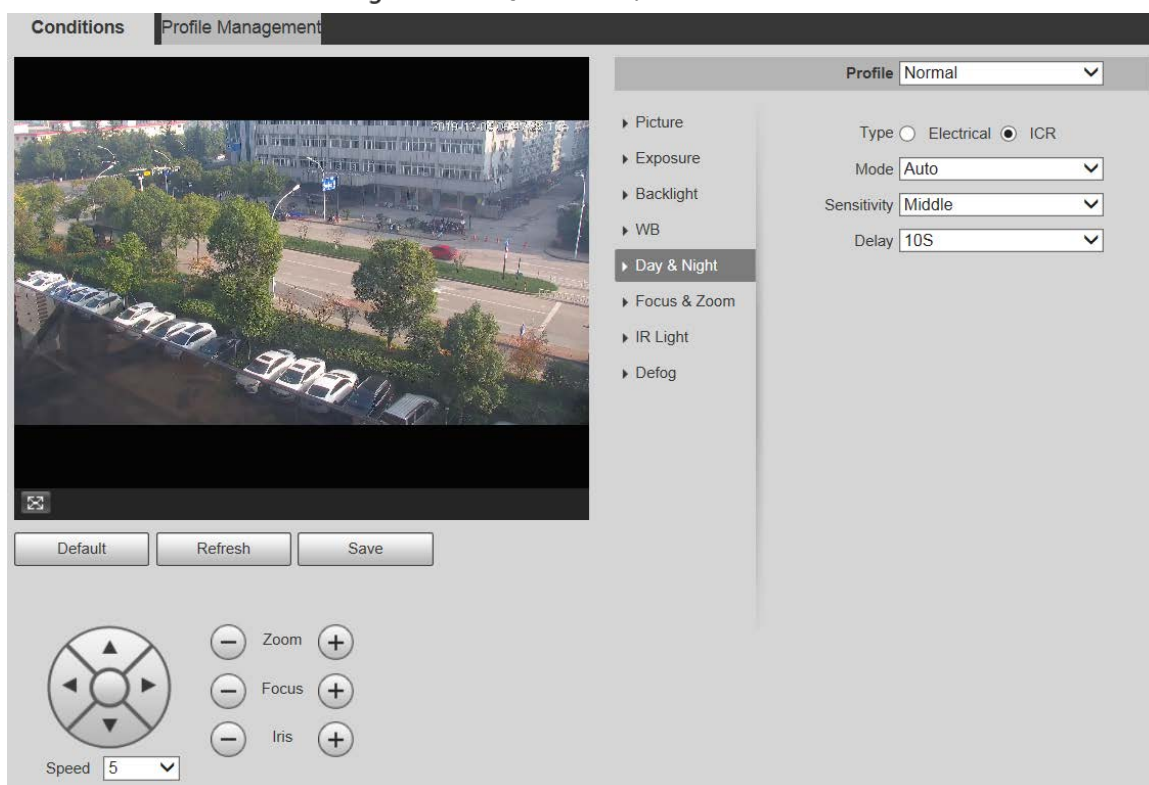 Conditions
Profile Management
Profile Normal
Picture
Exposure
Backlight
WB
Day & Night
Focus & Zoom
IR Light
Defog
Type Electrical ICR
Mode Auto
Sensitivity Middle
Delay 10S
Default Refresh Save
Zoom
Focus
Iris
Speed 5